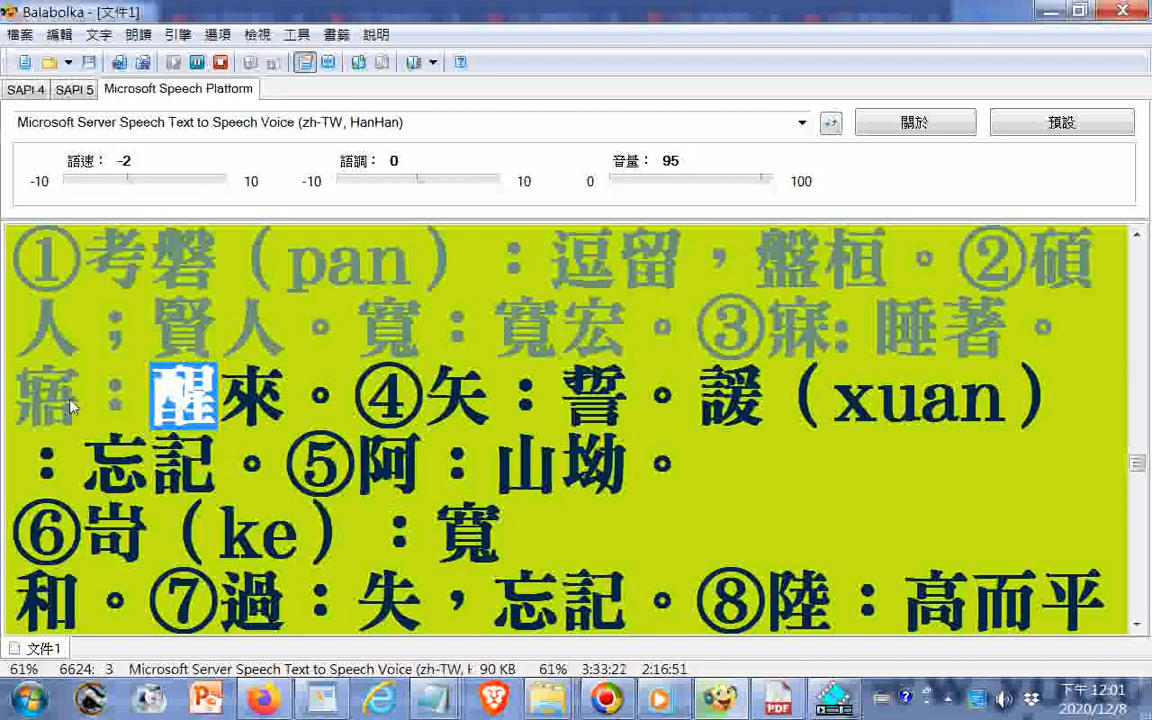 Balabolka - [文件1]
檔案 編輯 文字 朗讀 引擎 選項 檢視 工具 書籤 說明
SAPI 4 SAPI 5 Microsoft Speech Platform
Microsoft Server Speech Text to Speech Voice (zh-TW, HanHan) 關於 預設
語速： -2 語調： 0 音量： 95
-10 10 -10 10 0 100
①考磐（pan）：逗留，盤桓。②碩
人；賢人。寬：寬宏。③寐: 睡著。
寤：醒來。④矢：誓。諼（xuan）
：忘記。⑤阿：山坳。
⑥岢（ke）：寬
和。⑦過：失，忘記。⑧陸：高而平
文件1
61% 6624: 3 Microsoft Server Speech Text to Speech Voice (zh-TW, H 90 KB 61% 3:33:22 2:16:51
下午 12:01
2020/12/8